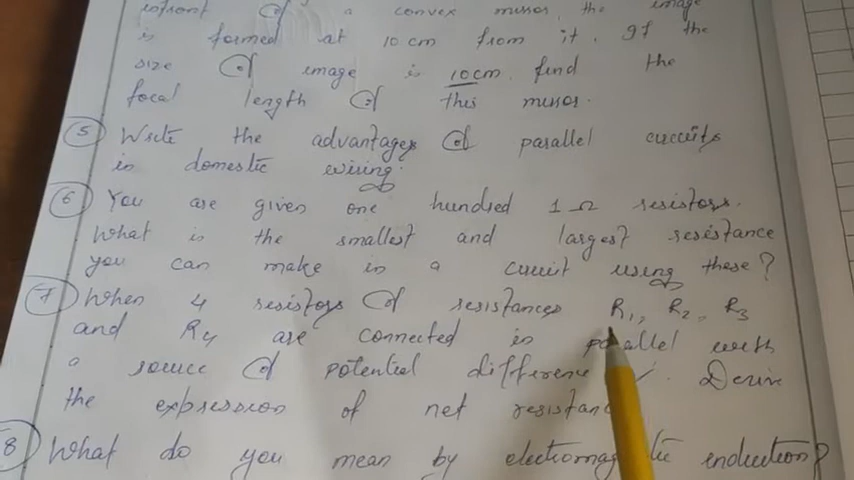 infront of a convex mirror, the image
is formed at 10 cm from it. If the
size of image is 10cm. find the
focal length of this mirror.
5 Write the advantages of parallel circuits
in domestic wiring.
6 You are given one hundred 1 Ω resistors.
What is the smallest and largest resistance
you can make in a circuit using these?
7 When 4 resistors of resistances R1, R2, R3
and R4 are connected in parallel with
a source of potential difference V. Derive
the expression of net resistance
8 What do you mean by electromagnetic induction?